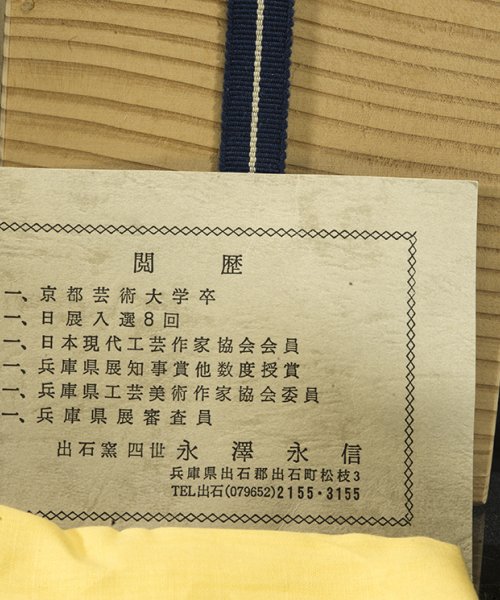 閲歴
一、京都芸術大学卒
一、日展入選8回
一、日本現代工芸作家協会会員
一、兵庫県展知事賞他数度授賞
一、兵庫県工芸美術作家協会委員
一、兵庫県展審査員
出石窯四世 永澤永信
兵庫県出石郡出石町松枝3
TEL出石(079652)2155・3155